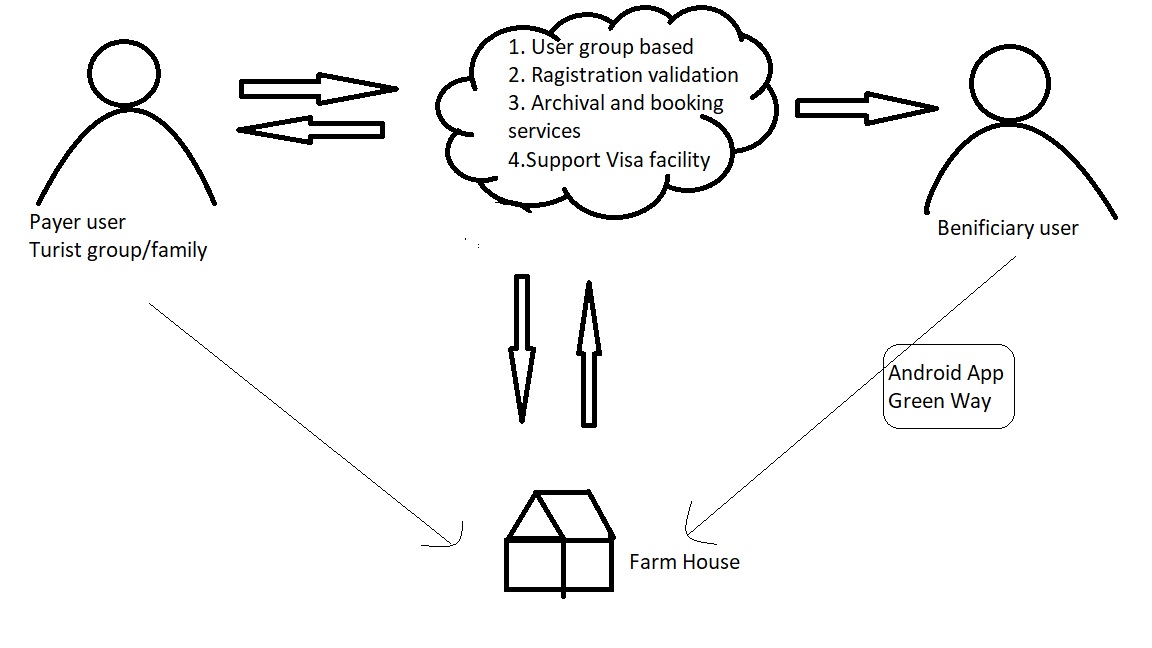 1. User group based
2. Ragistration validation
3. Archival and booking
services
4.Support Visa facility
Payer user
Turist group/family
Benificiary user
Android App
Green Way
Farm House